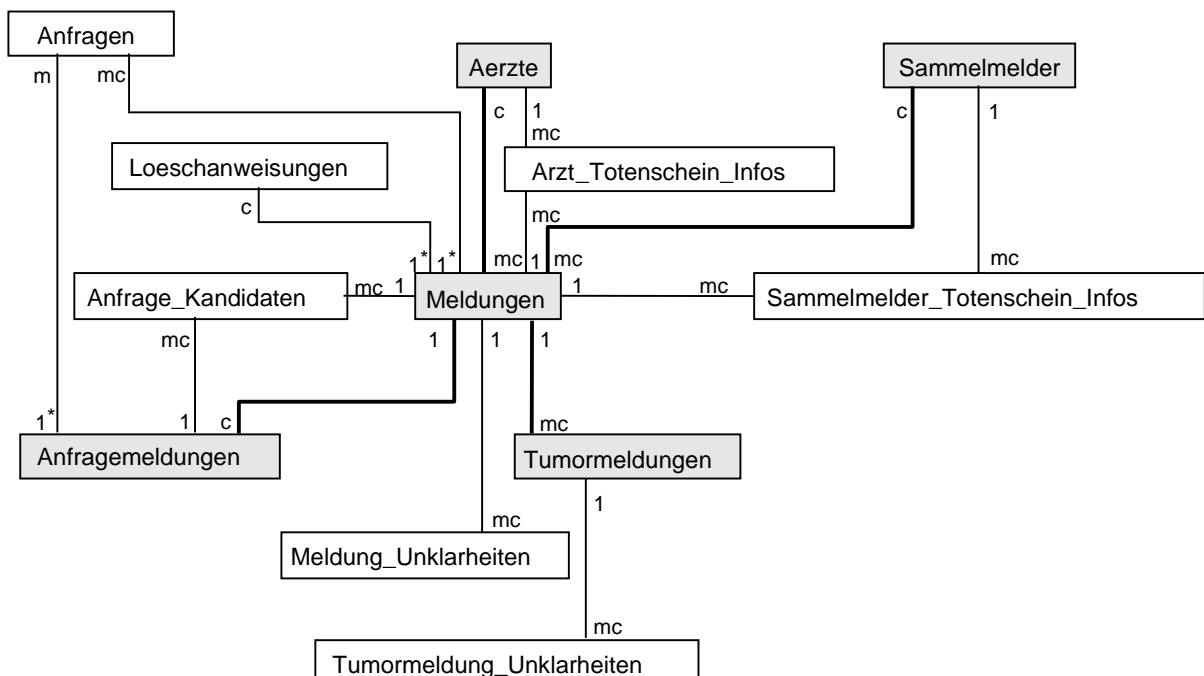 Anfragen
Aerzte
Sammelmelder
m
mc
c
1
c
1
mc
Loeschanweisungen
Arzt_Totenschein_Infos
c
mc
1*
1*
mc
1
mc
mc
Anfrage_Kandidaten
mc
1
Meldungen
1
mc
Sammelmelder_Totenschein_Infos
mc
1
1
1
1*
1
c
mc
Anfragemeldungen
Tumormeldungen
1
mc
Meldung_Unklarheiten
mc
Tumormeldung_Unklarheiten